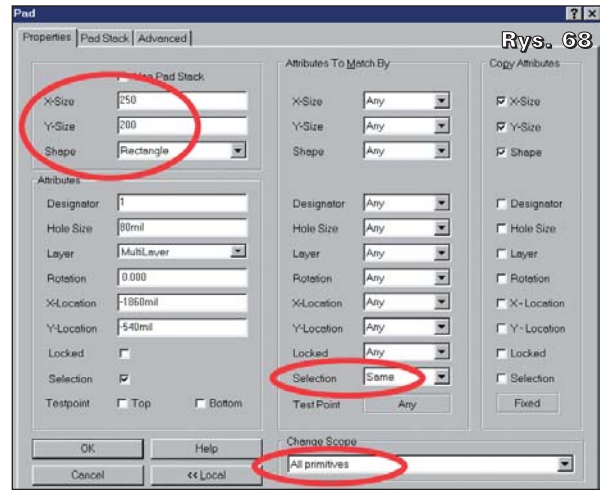 Pad
Properties Pad Stack Advanced
Rys. 68
Use Pad Stack
X-Size 250
Y-Size 200
Shape Rectangle
Attributes
Designator 1
Hole Size 80mil
Layer MultiLayer
Rotation 0.000
X-Location -1860mil
Y-Location -540mil
Locked
Selection
Testpoint Top Bottom
OK Help
Cancel << Local
Attributes To Match By
X-Size Any
Y-Size Any
Shape Any
Designator Any
Hole Size Any
Layer Any
Rotation Any
X-Location Any
Y-Location Any
Locked Any
Selection Same
Test Point Any
Change Scope
All primitives
Copy Attributes
X-Size
Y-Size
Shape
Designator
Hole Size
Layer
Rotation
X-Location
Y-Location
Locked
Selection
Fixed